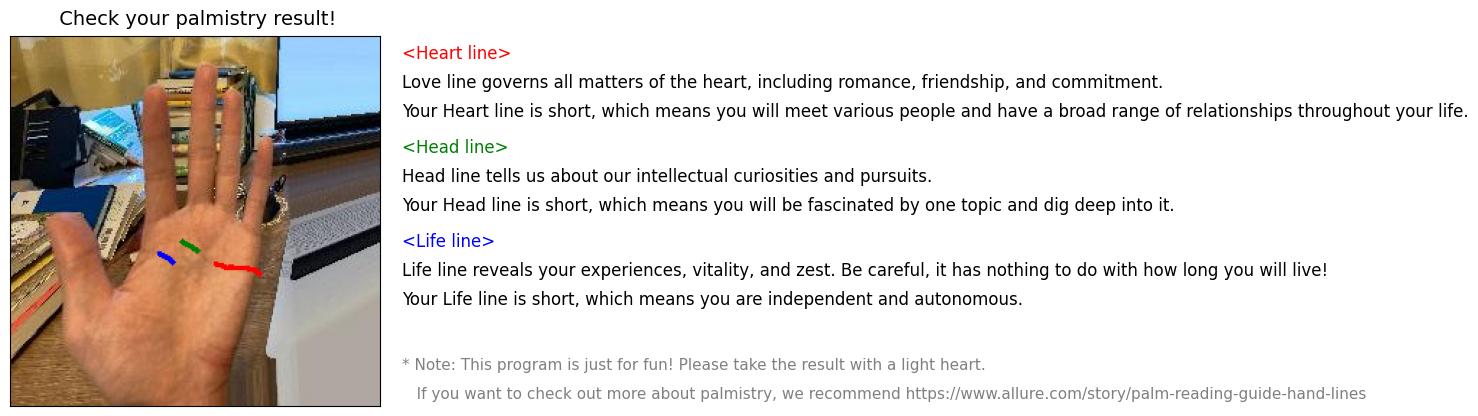 Check your palmistry result!
<Heart line>
Love line governs all matters of the heart, including romance, friendship, and commitment.
Your Heart line is short, which means you will meet various people and have a broad range of relationships throughout your life.
<Head line>
Head line tells us about our intellectual curiosities and pursuits.
Your Head line is short, which means you will be fascinated by one topic and dig deep into it.
<Life line>
Life line reveals your experiences, vitality, and zest. Be careful, it has nothing to do with how long you will live!
Your Life line is short, which means you are independent and autonomous.
* Note: This program is just for fun! Please take the result with a light heart.
If you want to check out more about palmistry, we recommend https://www.allure.com/story/palm-reading-guide-hand-lines